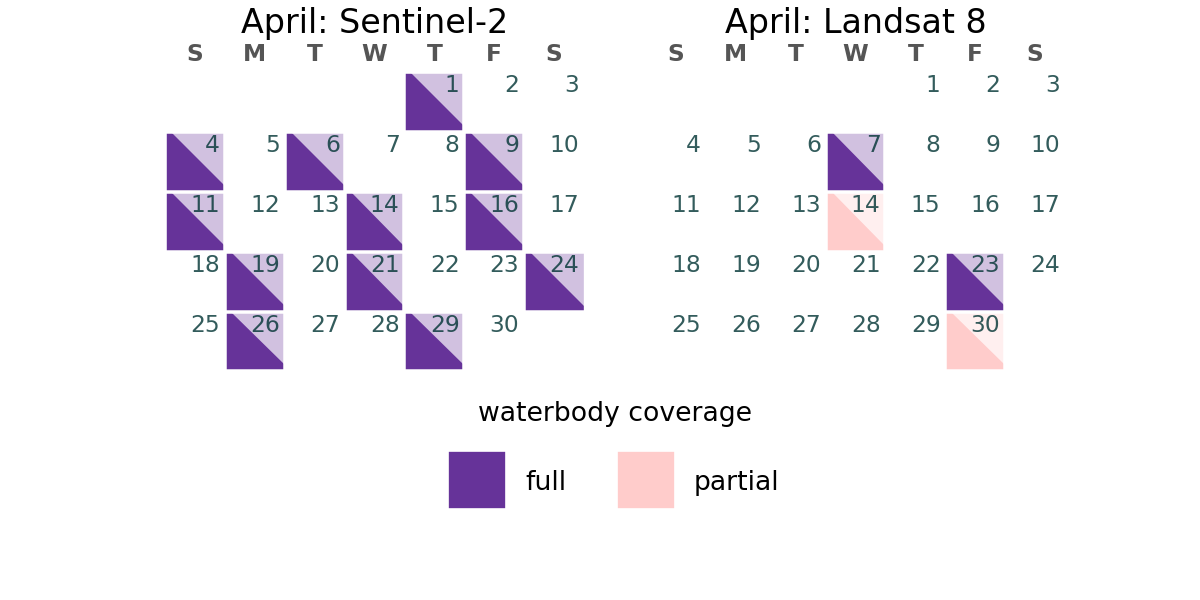 April: Sentinel-2
S M T W T F S
1 2 3
4 5 6 7 8 9 10
11 12 13 14 15 16 17
18 19 20 21 22 23 24
25 26 27 28 29 30
April: Landsat 8
S M T W T F S
1 2 3
4 5 6 7 8 9 10
11 12 13 14 15 16 17
18 19 20 21 22 23 24
25 26 27 28 29 30
waterbody coverage
full
partial